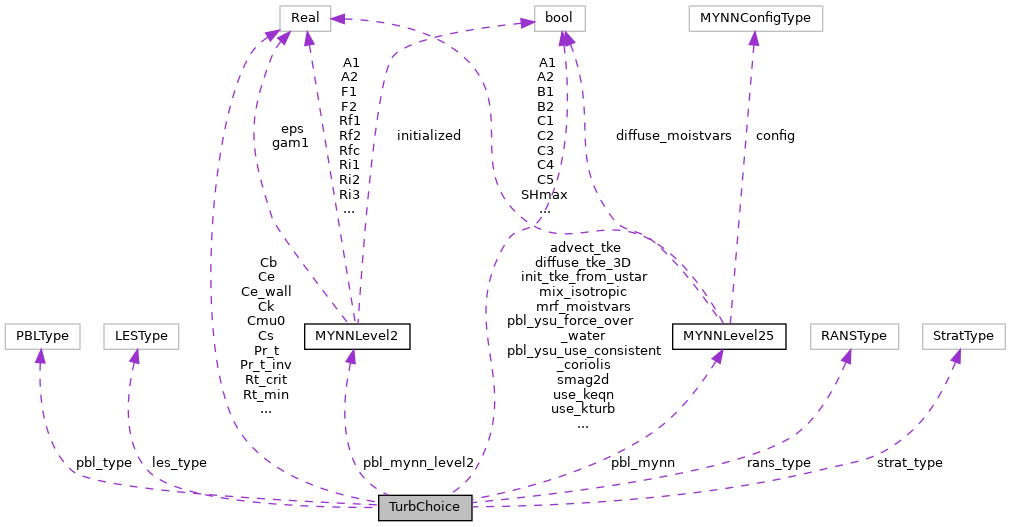 Real
bool
MYNNConfigType
A1
A2
F1
F2
Rf1
Rf2
Rfc
Ri1
Ri2
Ri3
...
A1
A2
B1
B2
C1
C2
C3
C4
C5
SHmax
...
eps
gam1
initialized
diffuse_moistvars
config
Cb
Ce
Ce_wall
Ck
Cmu0
Cs
Pr_t
Pr_t_inv
Rt_crit
Rt_min
...
advect_tke
diffuse_tke_3D
init_tke_from_ustar
mix_isotropic
mrf_moistvars
pbl_ysu_force_over
_water
pbl_ysu_use_consistent
_coriolis
smag2d
use_keqn
use_kturb
...
PBLType
LESType
MYNNLevel2
MYNNLevel25
RANSType
StratType
pbl_type
les_type
pbl_mynn_level2
pbl_mynn
rans_type
strat_type
TurbChoice